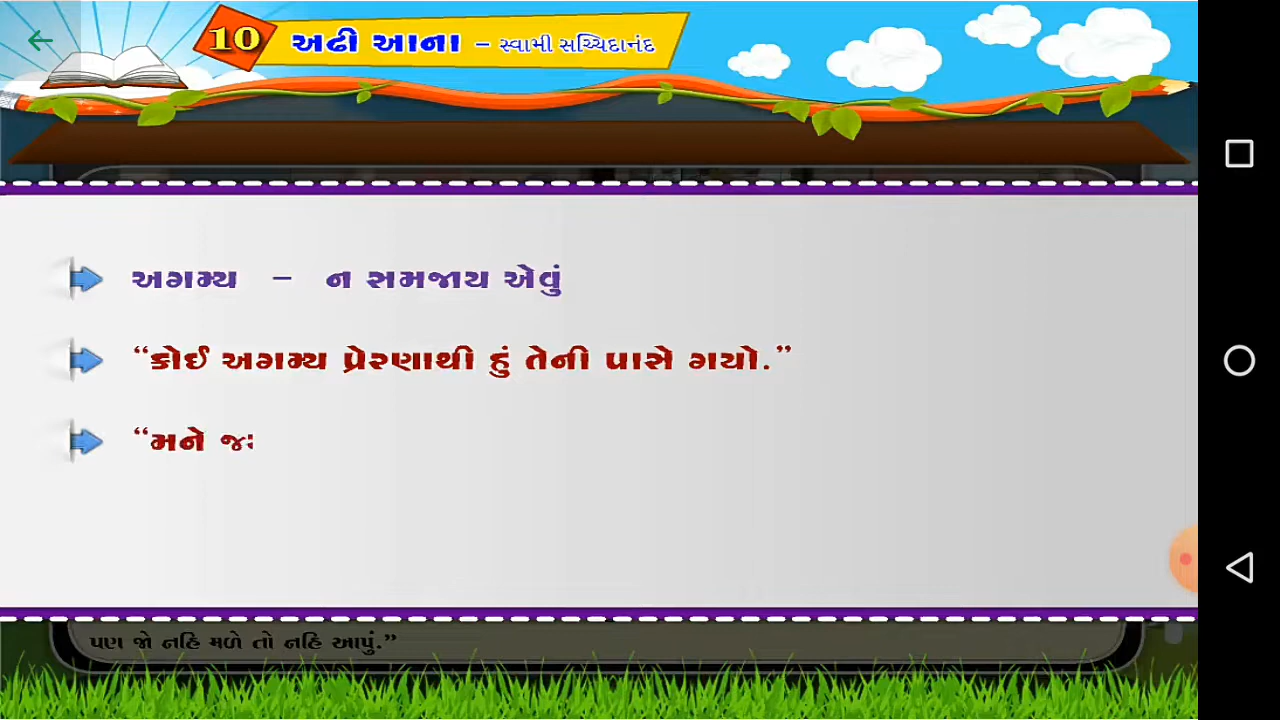 10 અઢી આના – સ્વામી સચ્ચિદાનંદ
અગમ્ય – ન સમજાય એવું
“કોઈ અગમ્ય પ્રેરણાથી હું તેની પાસે ગયો.”
“મને
પણ જો નહિ મળે તો નહિ આપું.”